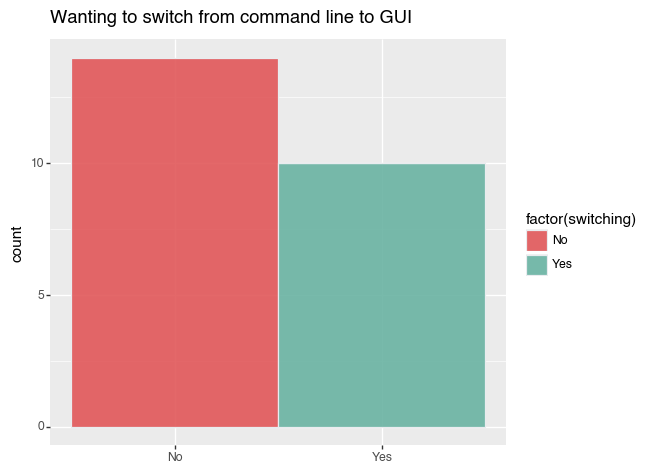 Wanting to switch from command line to GUI
10
5
0
count
No
Yes
factor(switching)
No
Yes